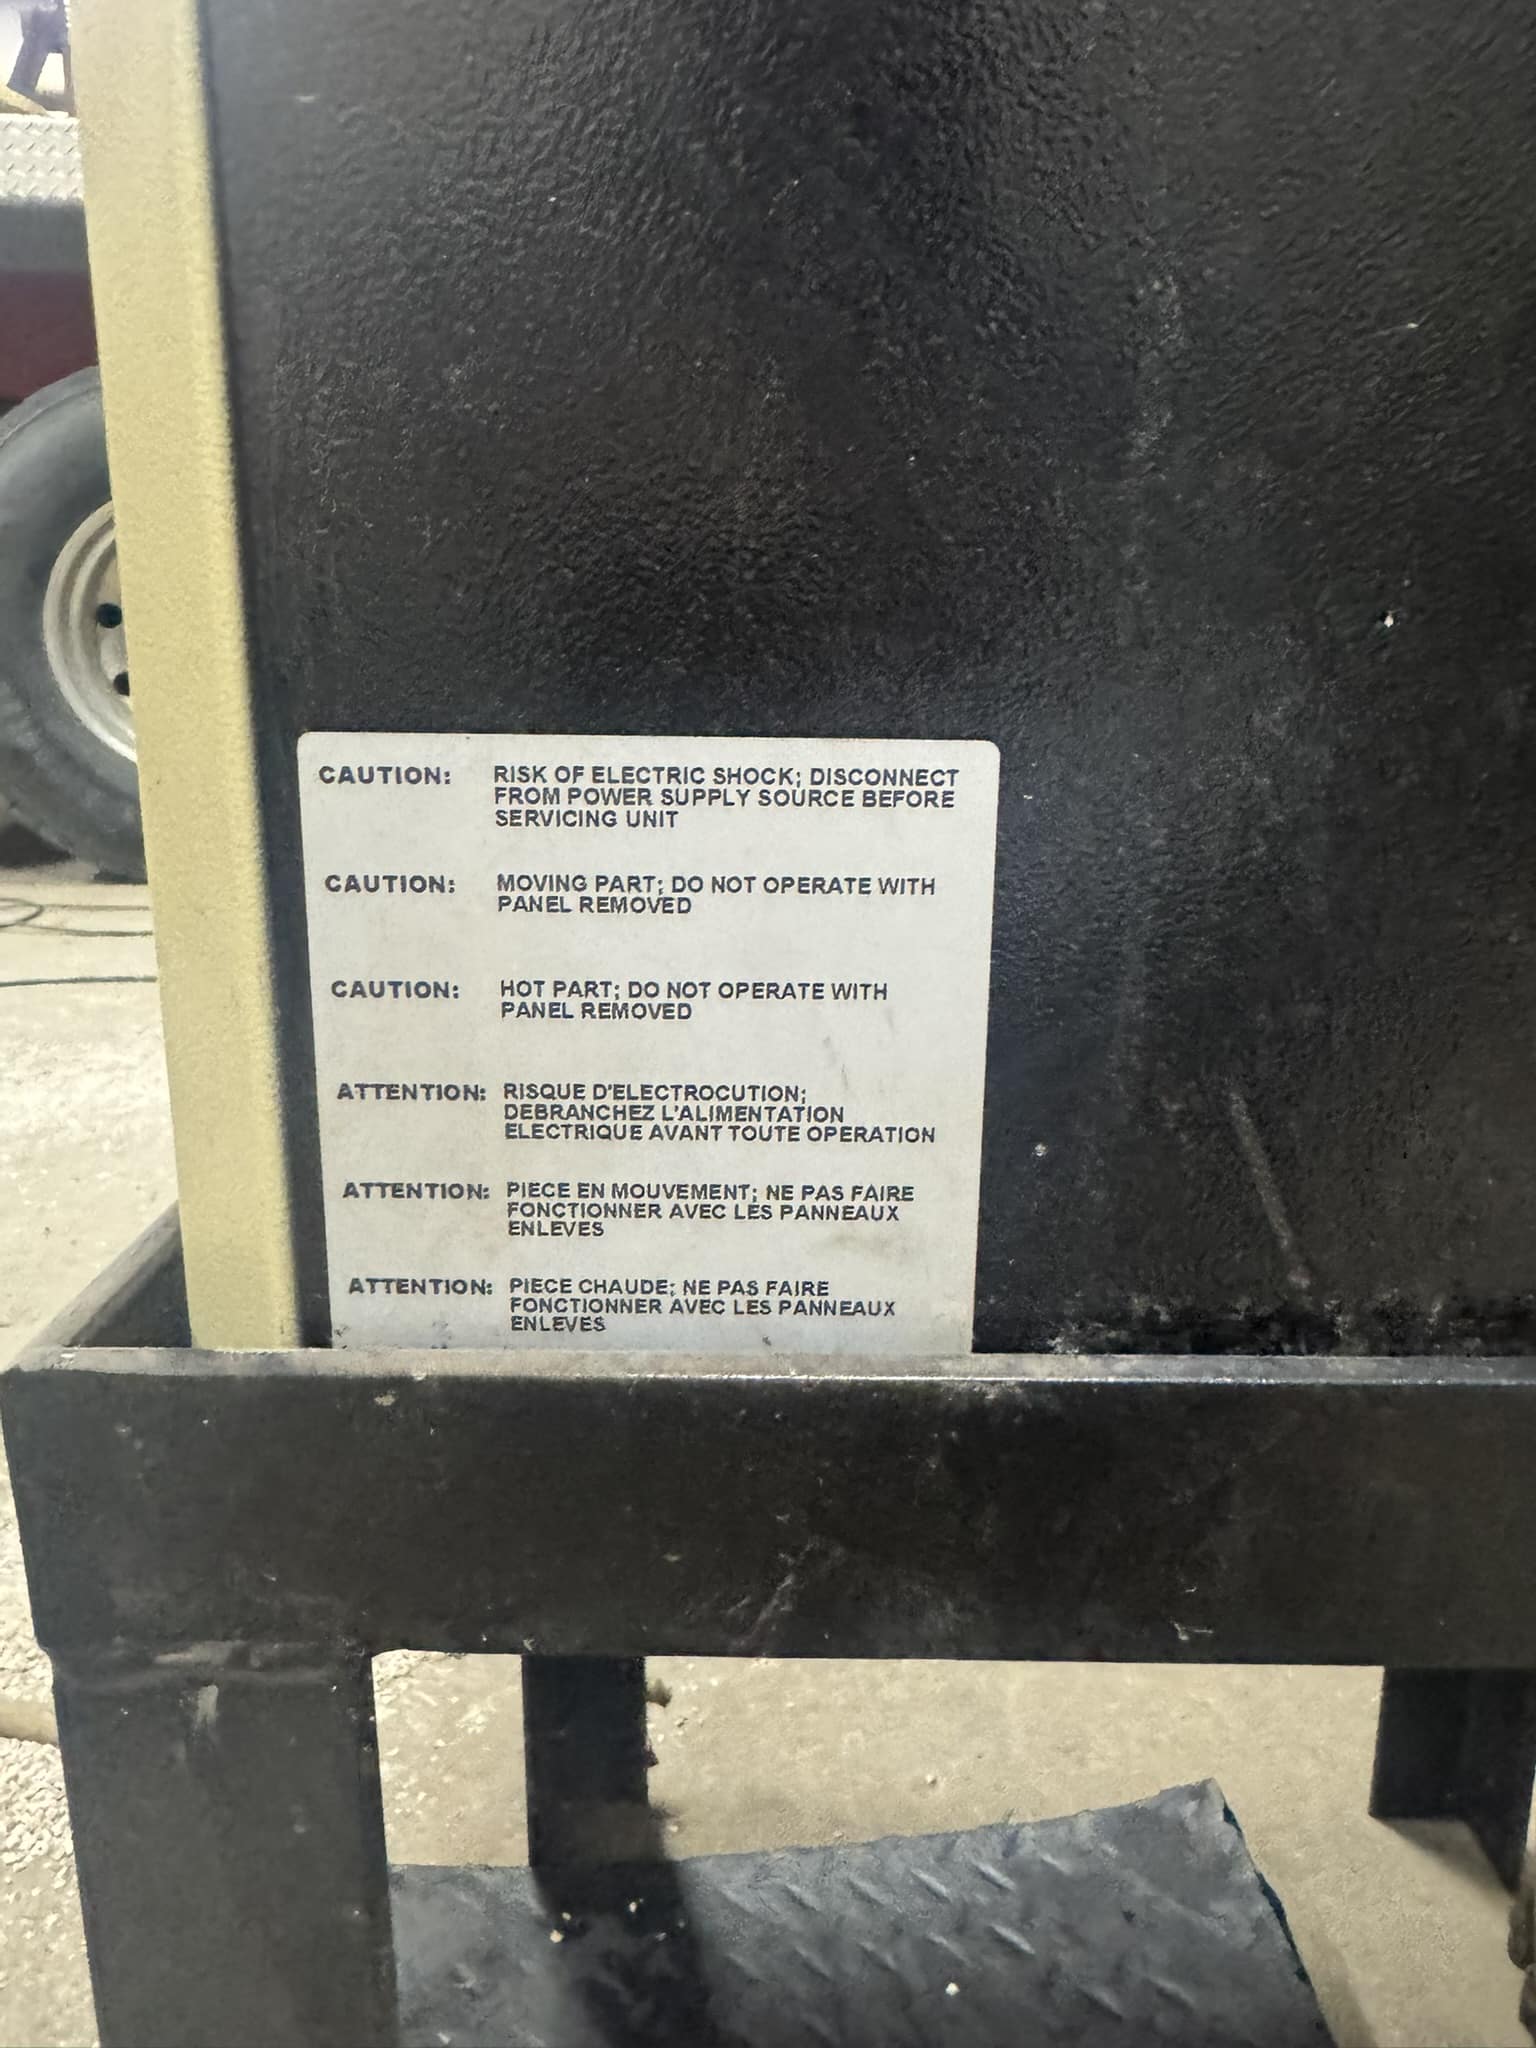 CAUTION: RISK OF ELECTRIC SHOCK; DISCONNECT
FROM POWER SUPPLY SOURCE BEFORE
SERVICING UNIT
CAUTION: MOVING PART; DO NOT OPERATE WITH
PANEL REMOVED
CAUTION: HOT PART; DO NOT OPERATE WITH
PANEL REMOVED
ATTENTION: RISQUE D'ELECTROCUTION;
DEBRANCHEZ L'ALIMENTATION
ELECTRIQUE AVANT TOUTE OPERATION
ATTENTION: PIECE EN MOUVEMENT; NE PAS FAIRE
FONCTIONNER AVEC LES PANNEAUX
ENLEVES
ATTENTION: PIECE CHAUDE; NE PAS FAIRE
FONCTIONNER AVEC LES PANNEAUX
ENLEVES